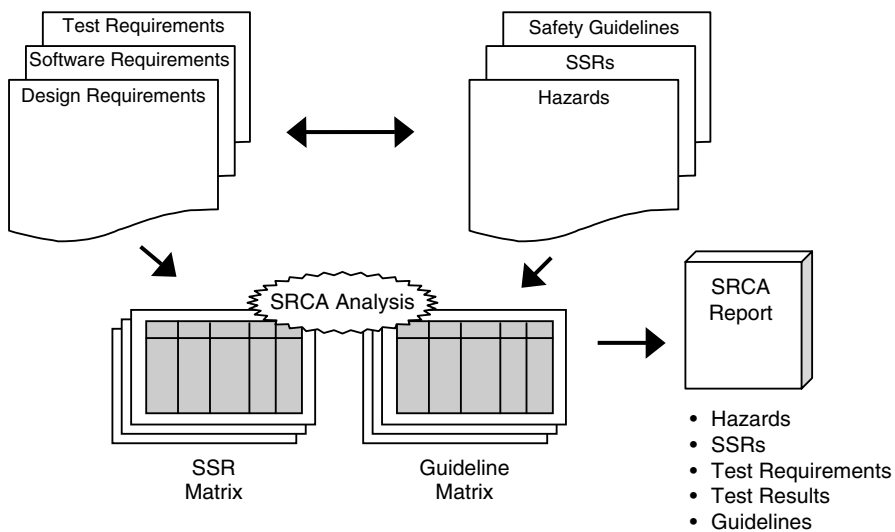 Test Requirements
Software Requirements
Design Requirements
Safety Guidelines
SSRs
Hazards
SRCA Analysis
SSR
Matrix
Guideline
Matrix
SRCA
Report
• Hazards
• SSRs
• Test Requirements
• Test Results
• Guidelines